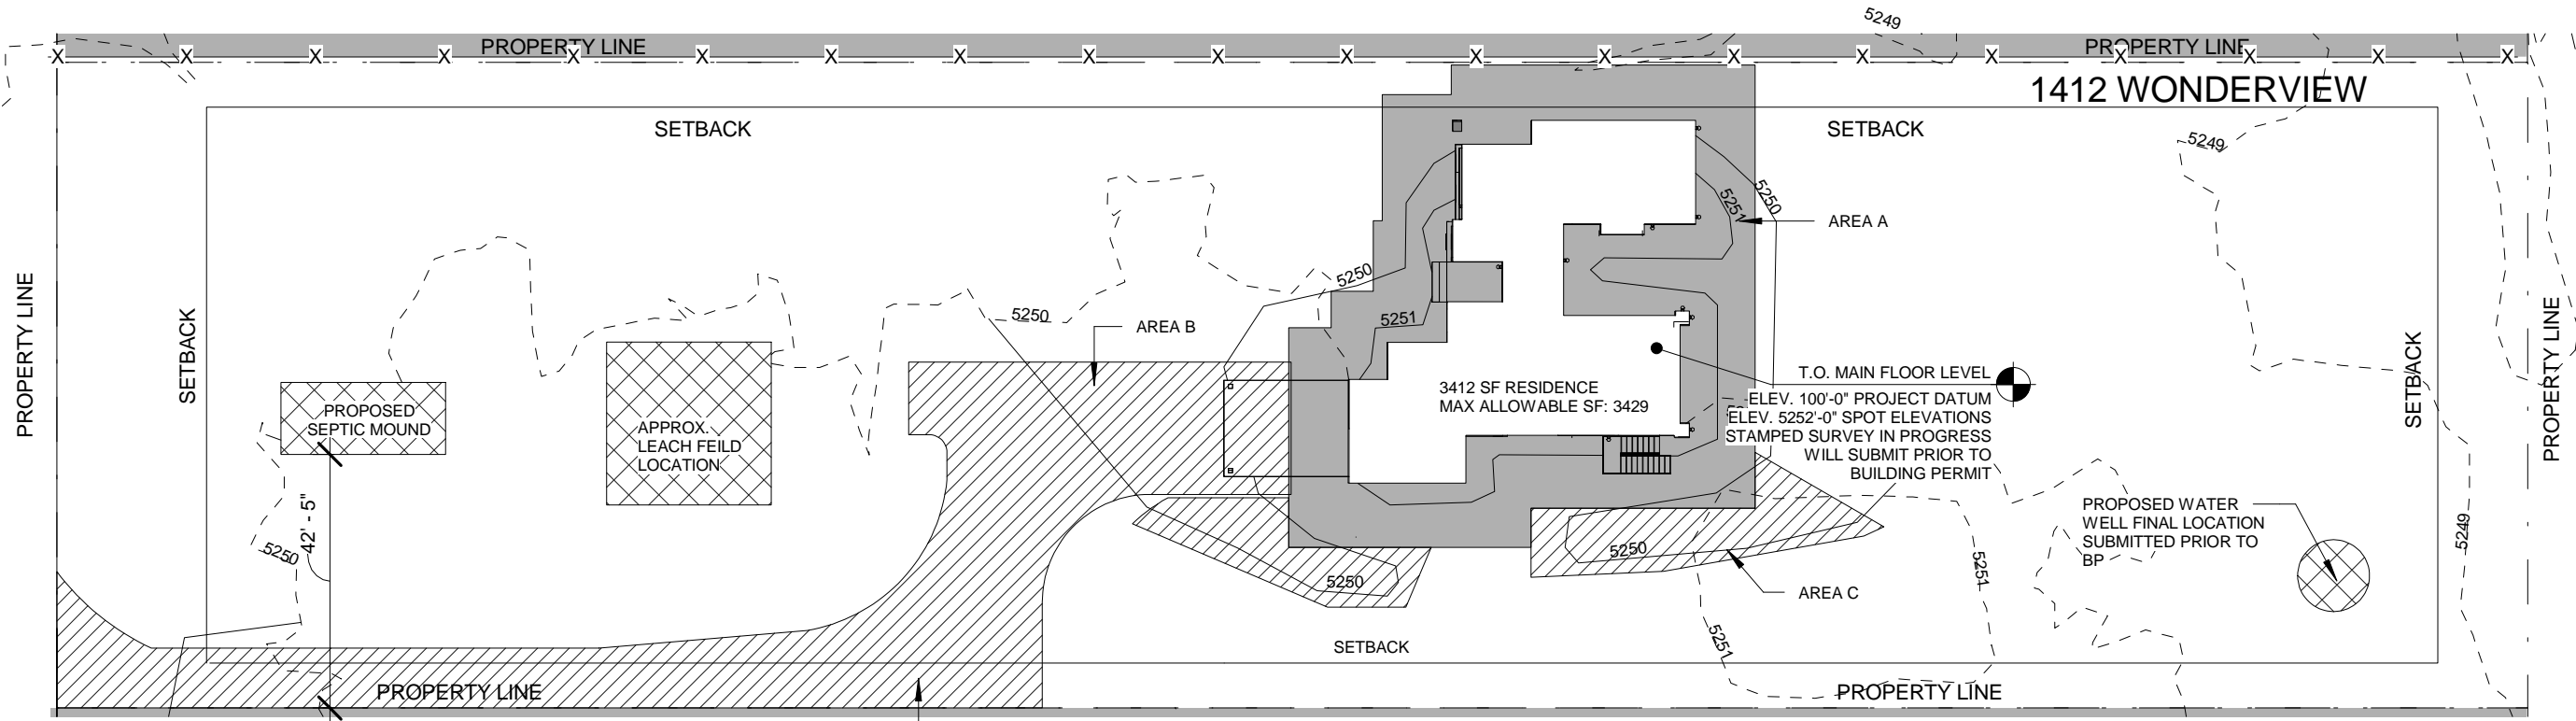 5249
PROPERTY LINE
PROPERTY LINE
X X X X X X X X X X X X X X X X X X X X
1412 WONDERVIEW
SETBACK
SETBACK
5249
5250
5251
AREA A
5250
5250
5251
AREA B
PROPERTY LINE
SETBACK
SETBACK
PROPERTY LINE
T.O. MAIN FLOOR LEVEL
ELEV. 100'-0" PROJECT DATUM
ELEV. 5252'-0" SPOT ELEVATIONS
STAMPED SURVEY IN PROGRESS
WILL SUBMIT PRIOR TO
BUILDING PERMIT
3412 SF RESIDENCE
MAX ALLOWABLE SF: 3429
PROPOSED
SEPTIC MOUND
APPROX.
LEACH FEILD
LOCATION
42' - 5"
5250
PROPOSED WATER
WELL FINAL LOCATION
SUBMITTED PRIOR TO
BP
5249
5250
5250
5251
AREA C
5251
SETBACK
PROPERTY LINE
PROPERTY LINE